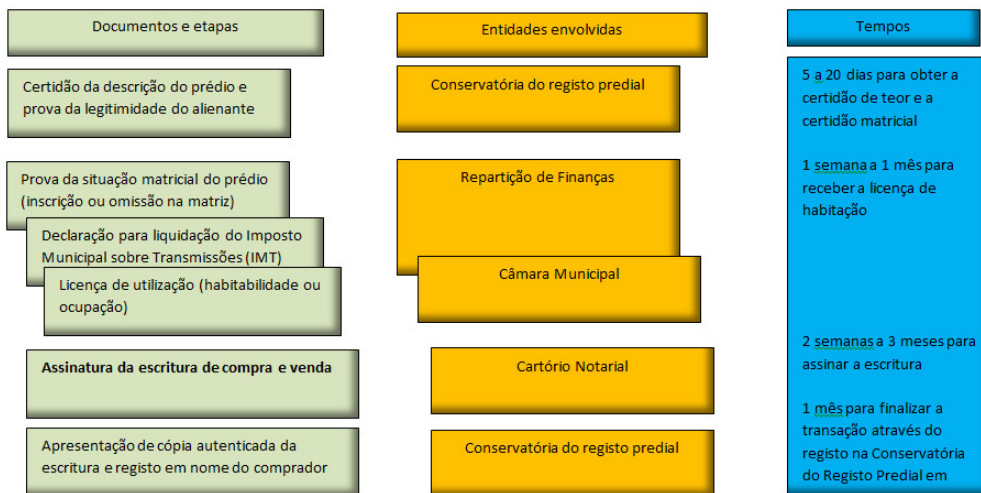 Documentos e etapas
Certidão da descrição do prédio e
prova da legitimidade do alienante
Prova da situação matricial do prédio
(inscrição ou omissão na matriz)
Declaração para liquidação do Imposto
Municipal sobre Transmissões (IMT)
Licença de utilização (habitabilidade ou
ocupação)
Assinatura da escritura de compra e venda
Apresentação de cópia autenticada da
escritura e registo em nome do comprador
Entidades envolvidas
Conservatória do registo predial
Repartição de Finanças
Câmara Municipal
Cartório Notarial
Conservatória do registo predial
Tempos
5 a 20 dias para obter a
certidão de teor e a
certidão matricial
1 semana a 1 mês para
receber a licença de
habitação
2 semanas a 3 meses para
assinar a escritura
1 mês para finalizar a
transação através do
registo na Conservatória
do Registo Predial em